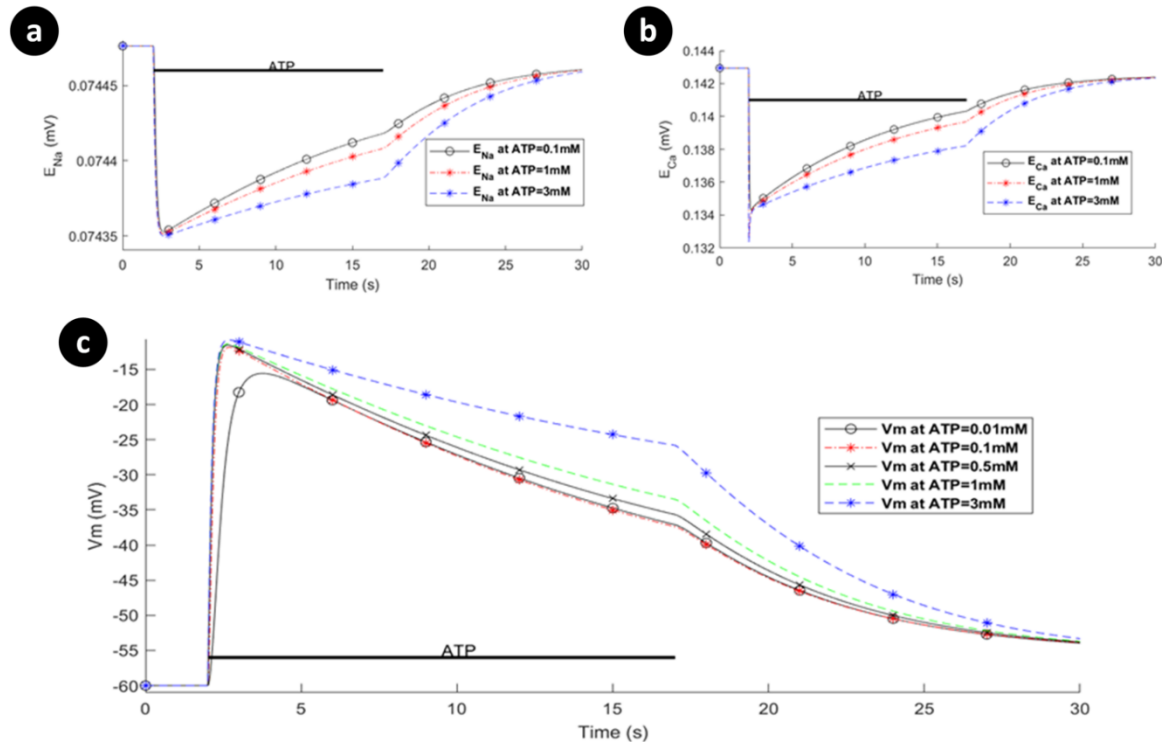 a
0.07445
0.0744
0.07435
E_Na (mV)
ATP
E_Na at ATP=0.1mM
E_Na at ATP=1mM
E_Na at ATP=3mM
0 5 10 15 20 25 30
Time (s)
b
0.144
0.142
0.14
0.138
0.136
0.134
0.132
E_Ca (mV)
ATP
E_Ca at ATP=0.1mM
E_Ca at ATP=1mM
E_Ca at ATP=3mM
0 5 10 15 20 25 30
Time (s)
c
-15
-20
-25
-30
-35
-40
-45
-50
-55
-60
Vm (mV)
Vm at ATP=0.01mM
Vm at ATP=0.1mM
Vm at ATP=0.5mM
Vm at ATP=1mM
Vm at ATP=3mM
ATP
0 5 10 15 20 25 30
Time (s)